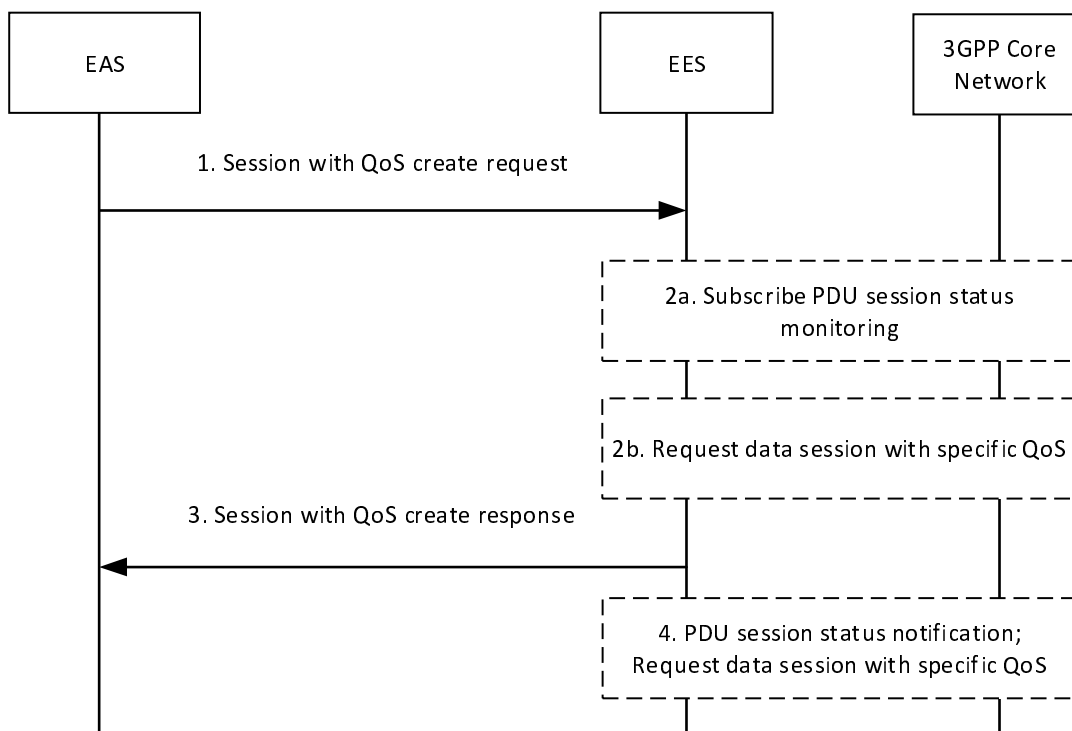 EAS
EES
3GPP Core
Network
1. Session with QoS create request
2a. Subscribe PDU session status
monitoring
2b. Request data session with specific QoS
3. Session with QoS create response
4. PDU session status notification;
Request data session with specific QoS